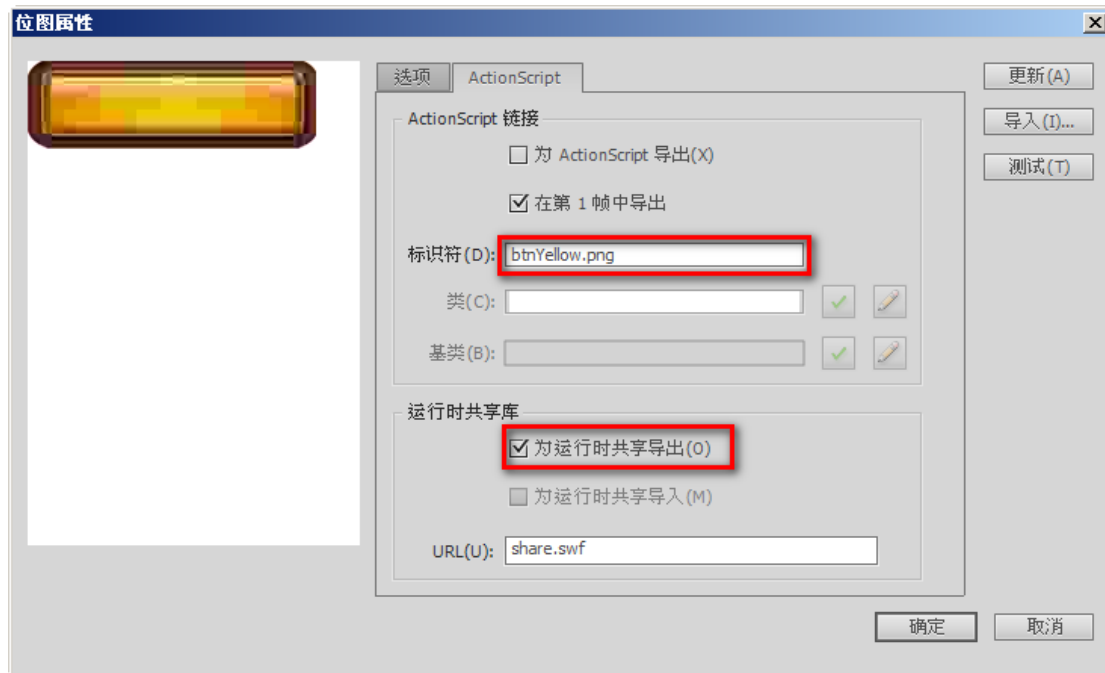 位图属性
选项 ActionScript
更新(A)
ActionScript 链接
导入(I)...
为 ActionScript 导出(X)
测试(T)
在第 1 帧中导出
标识符(D): btnYellow.png
类(C):
基类(B):
运行时共享库
为运行时共享导出(O)
为运行时共享导入(M)
URL(U): share.swf
确定 取消